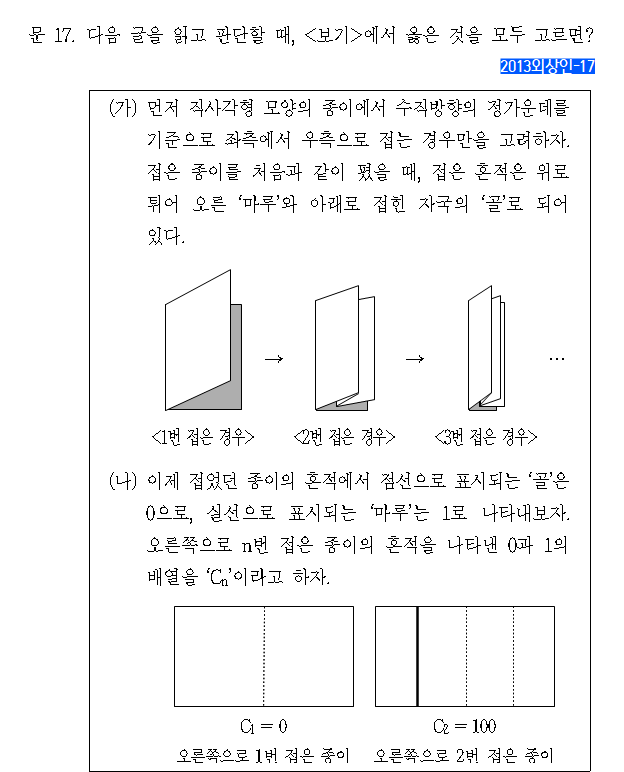 문 17. 다음 글을 읽고 판단할 때, <보기>에서 옳은 것을 모두 고르면?
2013외상인-17
(가) 먼저 직사각형 모양의 종이에서 수직방향의 정가운데를
기준으로 좌측에서 우측으로 접는 경우만을 고려하자.
접은 종이를 처음과 같이 폈을 때, 접은 흔적은 위로
튀어 오른 '마루'와 아래로 접힌 자국의 '골'로 되어
있다.
→ → …
<1번 접은 경우> <2번 접은 경우> <3번 접은 경우>
(나) 이제 접었던 종이의 흔적에서 점선으로 표시되는 '골'은
0으로, 실선으로 표시되는 '마루'는 1로 나타내보자.
오른쪽으로 n번 접은 종이의 흔적을 나타낸 0과 1의
배열을 'Cₙ'이라고 하자.
C₁ = 0 C₂ = 100
오른쪽으로 1번 접은 종이 오른쪽으로 2번 접은 종이